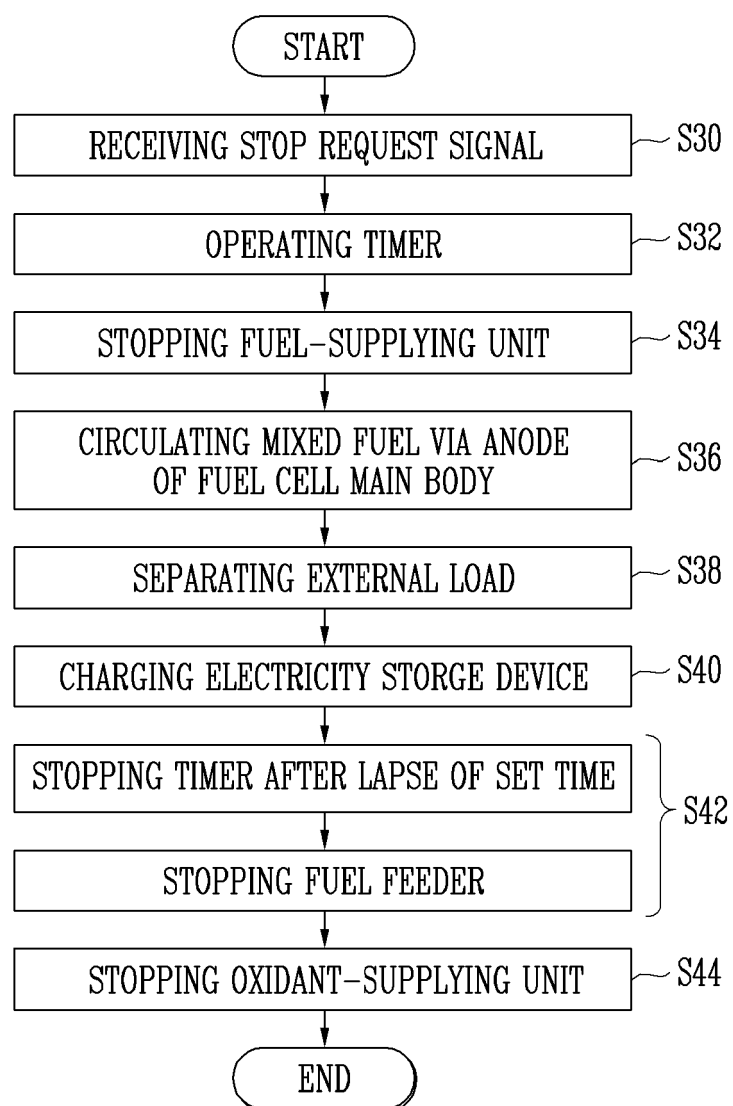 START
RECEIVING STOP REQUEST SIGNAL
S30
OPERATING TIMER
S32
STOPPING FUEL-SUPPLYING UNIT
S34
CIRCULATING MIXED FUEL VIA ANODE
OF FUEL CELL MAIN BODY
S36
SEPARATING EXTERNAL LOAD
S38
CHARGING ELECTRICITY STORGE DEVICE
S40
STOPPING TIMER AFTER LAPSE OF SET TIME
S42
STOPPING FUEL FEEDER
STOPPING OXIDANT-SUPPLYING UNIT
S44
END